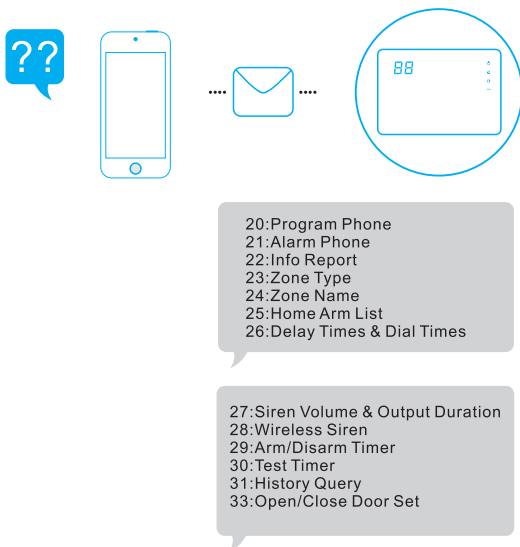 ??
88
20:Program Phone
21:Alarm Phone
22:Info Report
23:Zone Type
24:Zone Name
25:Home Arm List
26:Delay Times & Dial Times
27:Siren Volume & Output Duration
28:Wireless Siren
29:Arm/Disarm Timer
30:Test Timer
31:History Query
33:Open/Close Door Set